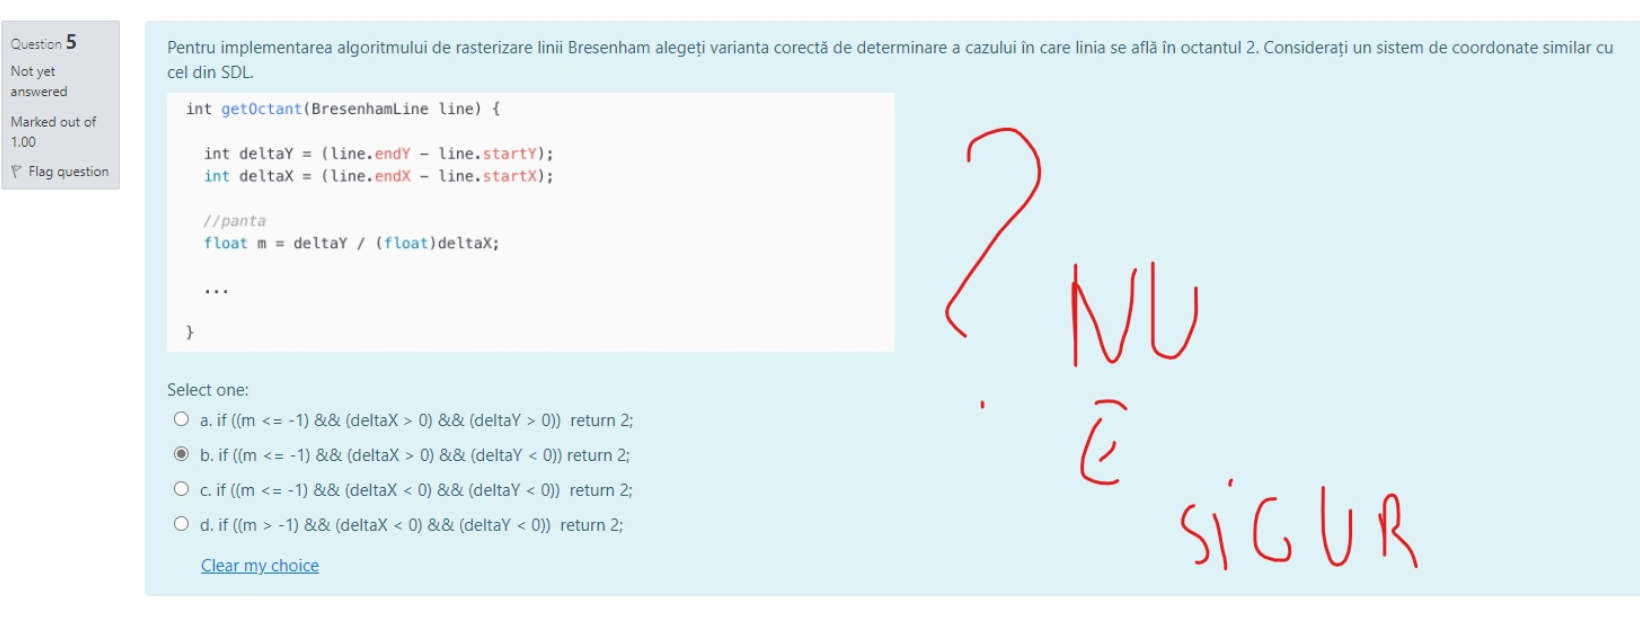 Question 5
Not yet
answered
Marked out of
1.00
Flag question
Pentru implementarea algoritmului de rasterizare linii Bresenham alegeți varianta corectă de determinare a cazului în care linia se află în octantul 2. Considerați un sistem de coordonate similar cu
cel din SDL.
int getOctant(BresenhamLine line) {
int deltaY = (line.endY - line.startY);
int deltaX = (line.endX - line.startX);
//panta
float m = deltaY / (float)deltaX;
...
}
Select one:
a. if ((m <= -1) && (deltaX > 0) && (deltaY > 0)) return 2;
b. if ((m <= -1) && (deltaX > 0) && (deltaY < 0)) return 2;
c. if ((m <= -1) && (deltaX < 0) && (deltaY < 0)) return 2;
d. if ((m > -1) && (deltaX < 0) && (deltaY < 0)) return 2;
Clear my choice
?
NU
E
SiGUR